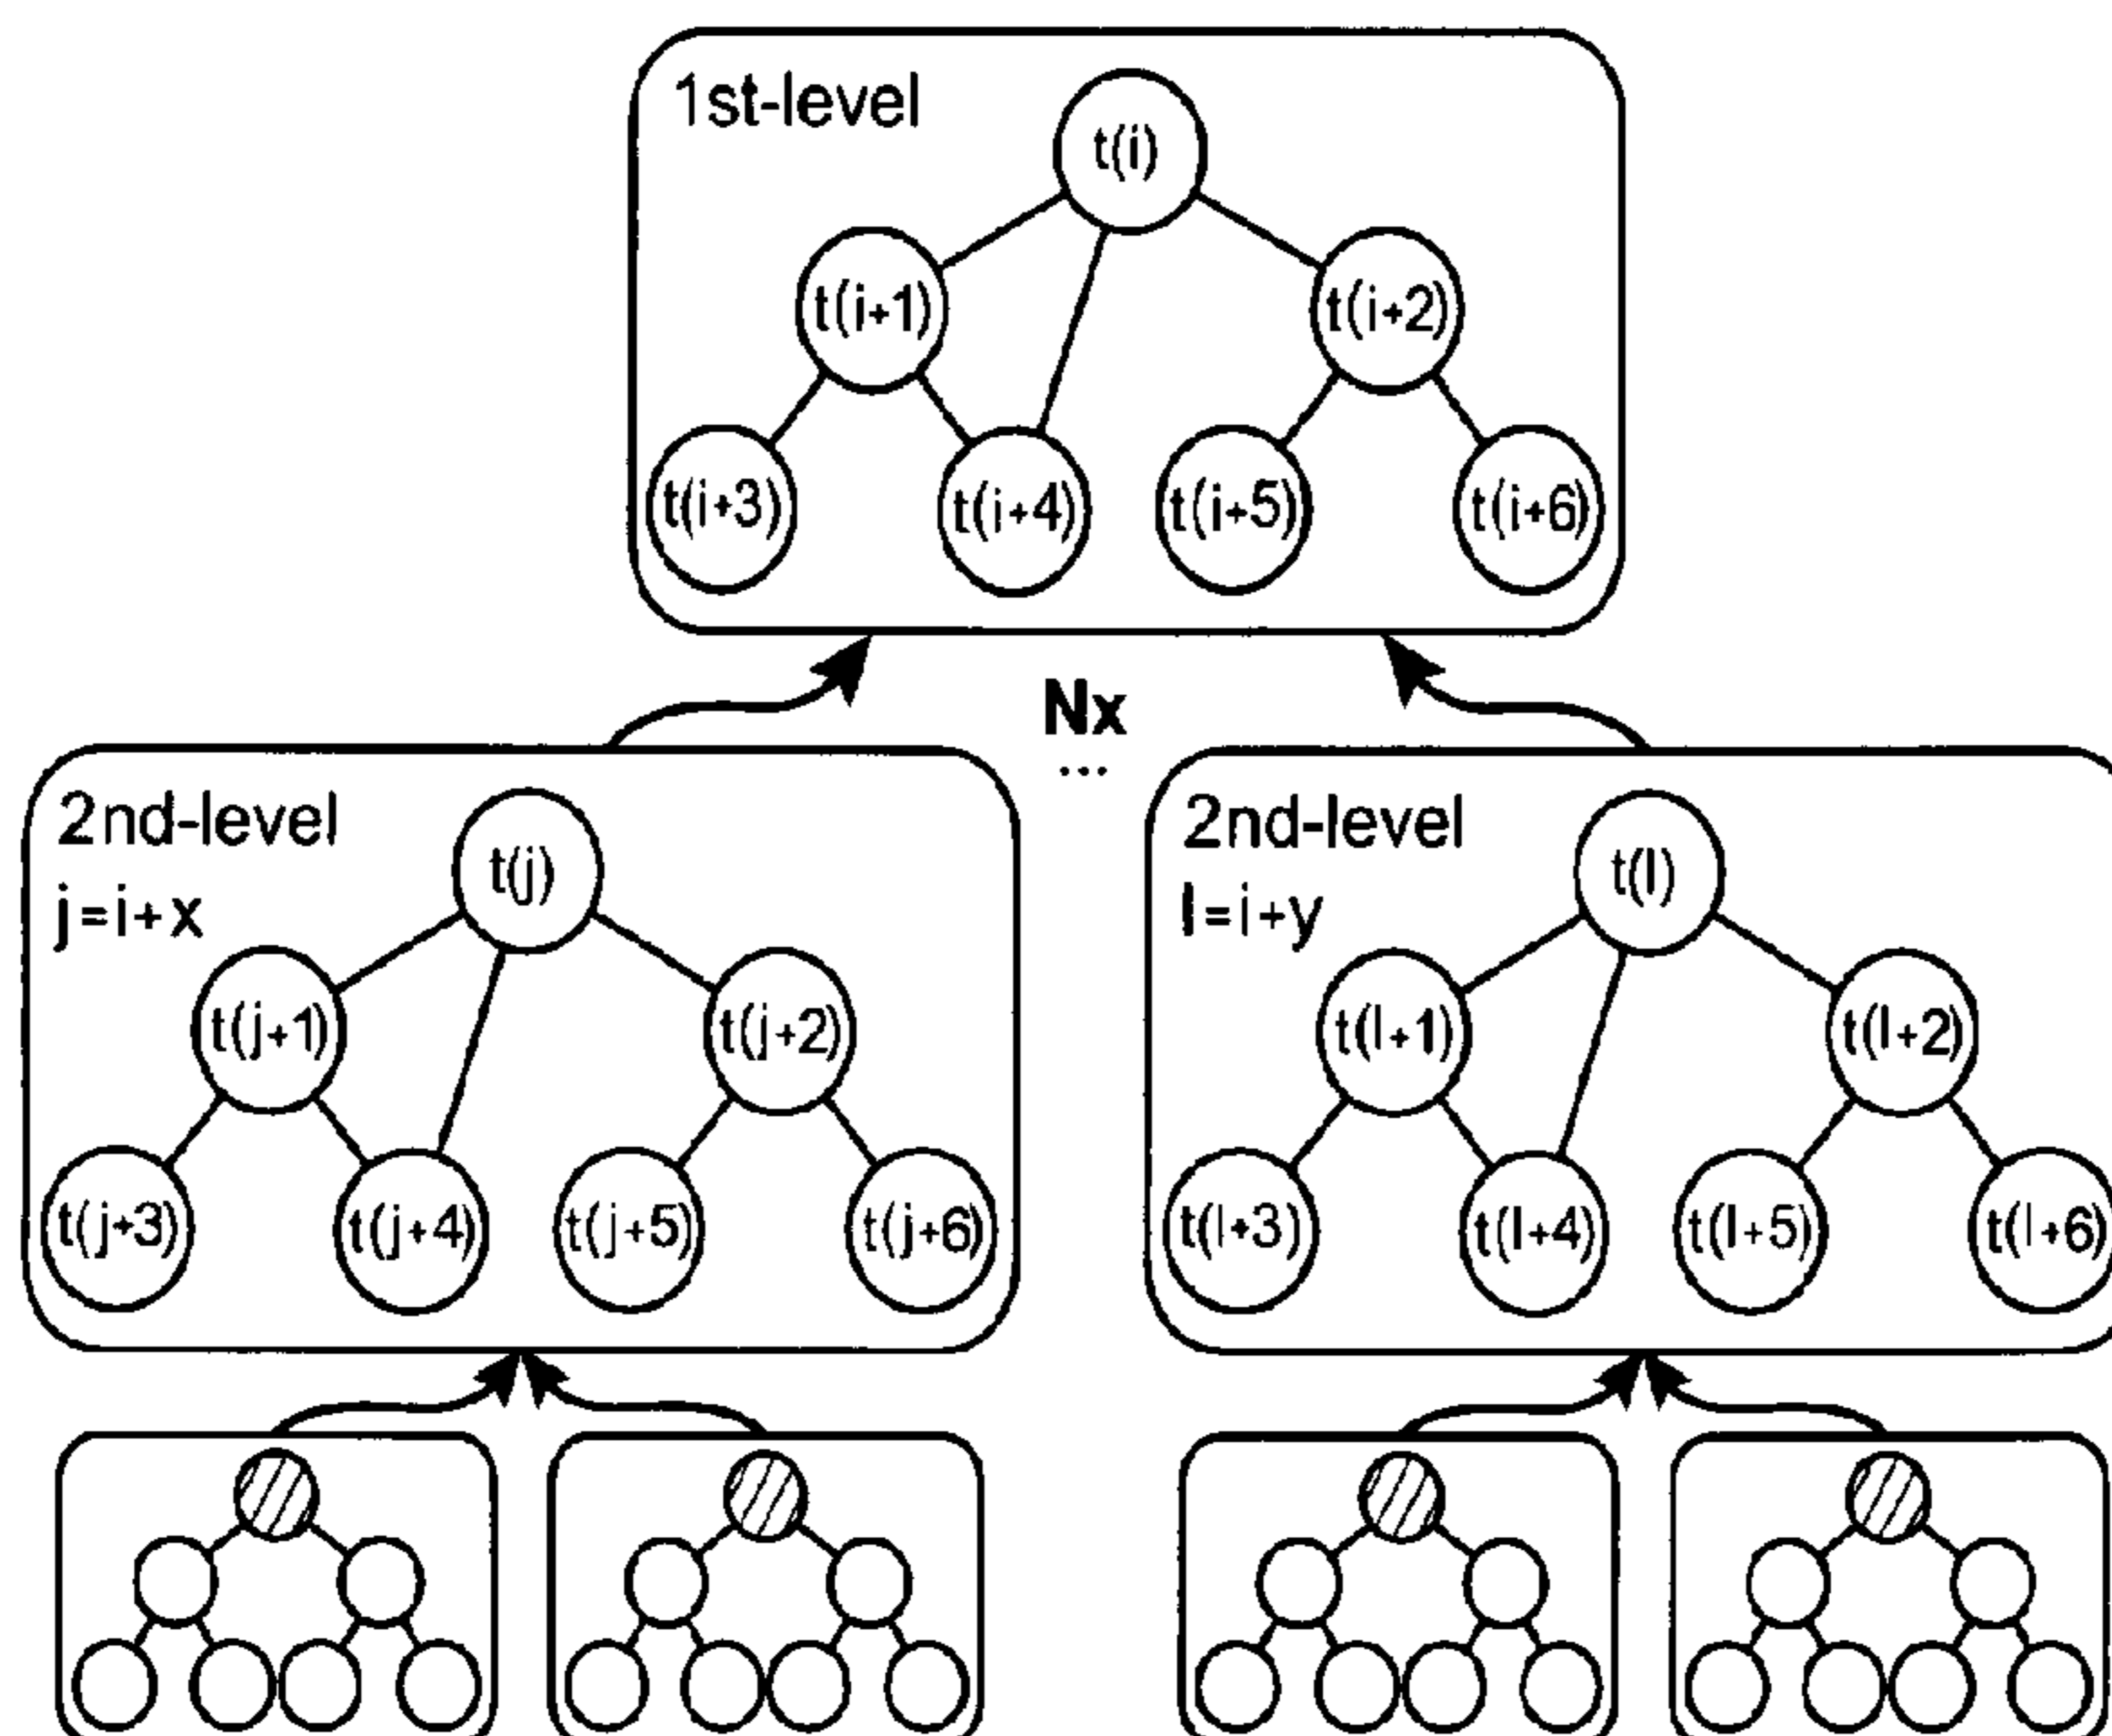 1st-level
t(i)
t(i+1)
t(i+2)
t(i+3)
t(i+4)
t(i+5)
t(i+6)
Nx
...
2nd-level
j=i+x
t(j)
t(j+1)
t(j+2)
t(j+3)
t(j+4)
t(j+5)
t(j+6)
2nd-level
l=i+y
t(l)
t(l+1)
t(l+2)
t(l+3)
t(l+4)
t(l+5)
t(l+6)